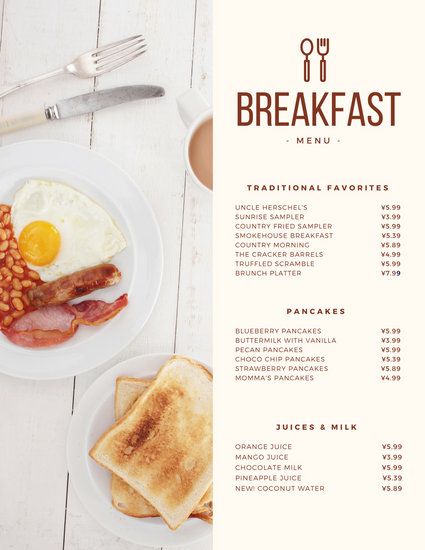 BREAKFAST
- MENU -
TRADITIONAL FAVORITES
UNCLE HERSCHEL'S ¥5.99
SUNRISE SAMPLER ¥3.99
COUNTRY FRIED SAMPLER ¥5.99
SMOKEHOUSE BREAKFAST ¥5.39
COUNTRY MORNING ¥5.89
THE CRACKER BARRELS ¥4.99
TRUFFLED SCRAMBLE ¥5.99
BRUNCH PLATTER ¥7.99
PANCAKES
BLUEBERRY PANCAKES ¥5.99
BUTTERMILK WITH VANILLA ¥3.99
PECAN PANCAKES ¥5.99
CHOCO CHIP PANCAKES ¥5.39
STRAWBERRY PANCAKES ¥5.89
MOMMA'S PANCAKES ¥4.99
JUICES & MILK
ORANGE JUICE ¥5.99
MANGO JUICE ¥3.99
CHOCOLATE MILK ¥5.99
PINEAPPLE JUICE ¥5.39
NEW! COCONUT WATER ¥5.89